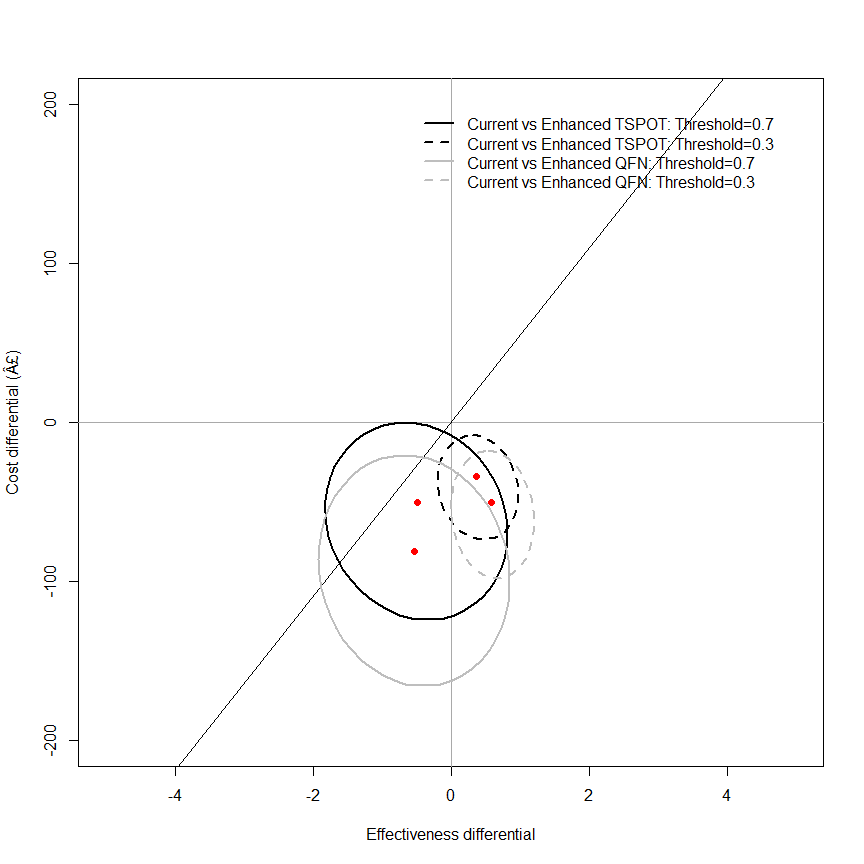 Current vs Enhanced TSPOT: Threshold=0.7
Current vs Enhanced TSPOT: Threshold=0.3
Current vs Enhanced QFN: Threshold=0.7
Current vs Enhanced QFN: Threshold=0.3
200
100
0
-100
-200
Cost differential (Â£)
-4
-2
0
2
4
Effectiveness differential